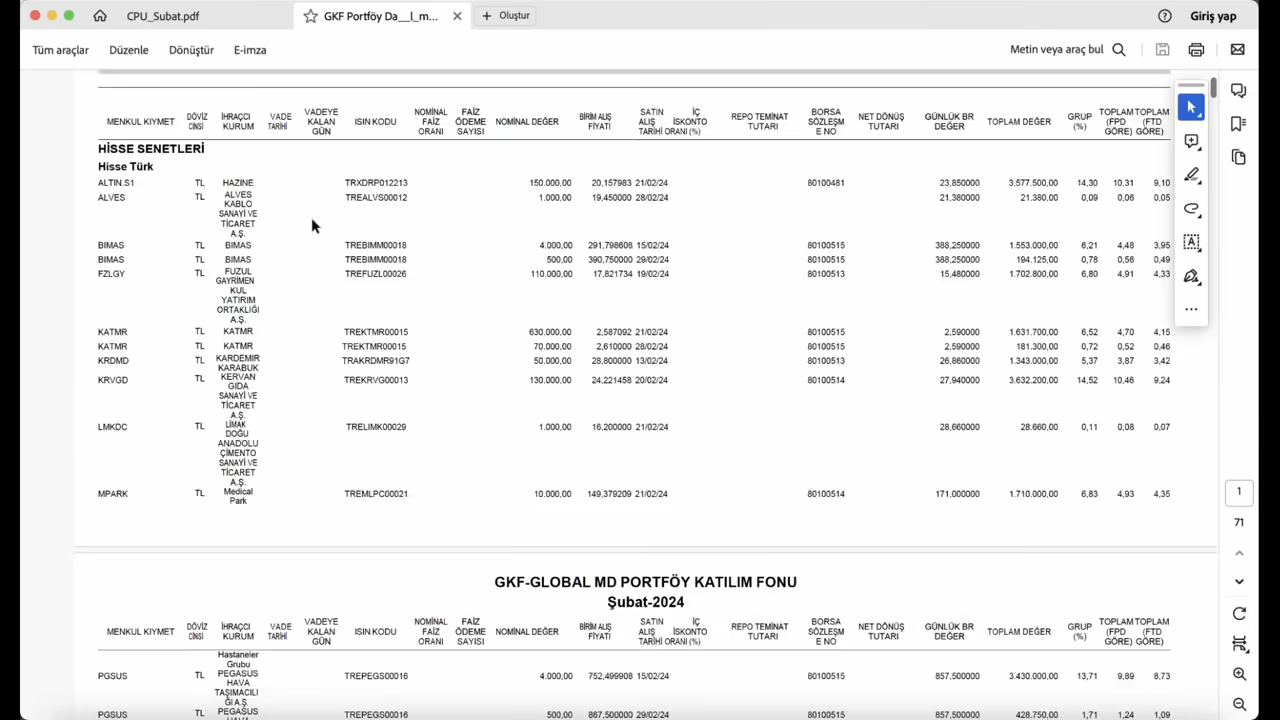 CPU_Subat.pdf
GKF Portföy Da__l_m...
Oluştur
Giriş yap
Tüm araçlar Düzenle Dönüştür E-imza
Metin veya araç bul
MENKUL KIYMET DÖVİZ CİNSİ İHRAÇCI KURUM VADE TARİHİ VADEYE KALAN GÜN ISIN KODU NOMİNAL FAİZ ORANI FAİZ ÖDEME SAYISI NOMİNAL DEĞER BİRİM ALIŞ FİYATI SATIN ALIŞ TARİHİ İÇ İSKONTO ORANI (%) REPO TEMİNAT TUTARI BORSA SÖZLEŞM E NO NET DÖNÜŞ TUTARI GÜNLÜK BR DEĞER TOPLAM DEĞER GRUP (%) TOPLAM (FPD GÖRE) TOPLAM (FTD GÖRE)
HİSSE SENETLERİ
Hisse Türk
ALTIN.S1 TL HAZINE TRXDRP012213 150.000,00 20,157983 21/02/24 80100481 23,850000 3.577.500,00 14,30 10,31 9,10
ALVES TL ALVES TREALVS00012 1.000,00 19,450000 28/02/24 21,380000 21.380,00 0,09 0,06 0,05
KABLO
SANAYİ VE
TİCARET
A.Ş.
BIMAS TL BIMAS TREBIMM00018 4.000,00 291,798608 15/02/24 80100515 388,250000 1.553.000,00 6,21 4,48 3,95
BIMAS TL BIMAS TREBIMM00018 500,00 390,750000 29/02/24 80100515 388,250000 194.125,00 0,78 0,56 0,49
FZLGY TL FUZUL TREFUZL00026 110.000,00 17,821734 19/02/24 80100513 15,480000 1.702.800,00 6,80 4,91 4,33
GAYRİMEN
KUL
YATIRIM
ORTAKLIĞI
A.Ş.
KATMR TL KATMR TREKTMR00015 630.000,00 2,587092 21/02/24 80100515 2,590000 1.631.700,00 6,52 4,70 4,15
KATMR TL KATMR TREKTMR00015 70.000,00 2,610000 28/02/24 80100515 2,590000 181.300,00 0,72 0,52 0,46
KRDMD TL KARDEMIR TRAKRDMR91G7 50.000,00 28,800000 13/02/24 80100513 26,860000 1.343.000,00 5,37 3,87 3,42
KARABUK
KRVGD TL KERVAN TREKRVG00013 130.000,00 24,221458 20/02/24 80100514 27,940000 3.632.200,00 14,52 10,46 9,24
GIDA
SANAYİ VE
TİCARET
A.Ş.
LMKDC TL LİMAK TRELIMK00029 1.000,00 16,200000 21/02/24 28,660000 28.660,00 0,11 0,08 0,07
DOĞU
ANADOLU
ÇİMENTO
SANAYİ VE
TİCARET
A.Ş.
MPARK TL Medical TREMLPC00021 10.000,00 149,379209 21/02/24 80100514 171,000000 1.710.000,00 6,83 4,93 4,35
Park
1
71
GKF-GLOBAL MD PORTFÖY KATILIM FONU
Şubat-2024
MENKUL KIYMET DÖVİZ CİNSİ İHRAÇCI KURUM VADE TARİHİ VADEYE KALAN GÜN ISIN KODU NOMİNAL FAİZ ORANI FAİZ ÖDEME SAYISI NOMİNAL DEĞER BİRİM ALIŞ FİYATI SATIN ALIŞ TARİHİ İÇ İSKONTO ORANI (%) REPO TEMİNAT TUTARI BORSA SÖZLEŞM E NO NET DÖNÜŞ TUTARI GÜNLÜK BR DEĞER TOPLAM DEĞER GRUP (%) TOPLAM (FPD GÖRE) TOPLAM (FTD GÖRE)
Hastaneler
Grubu
PGSUS TL PEGASUS TREPEGS00016 4.000,00 752,499908 15/02/24 80100515 857,500000 3.430.000,00 13,71 9,89 8,73
HAVA
TAŞIMACILI
ĞI A.Ş.
PGSUS TL PEGASUS TREPEGS00016 500,00 867,500000 29/02/24 80100515 857,500000 428.750,00 1,71 1,24 1,09